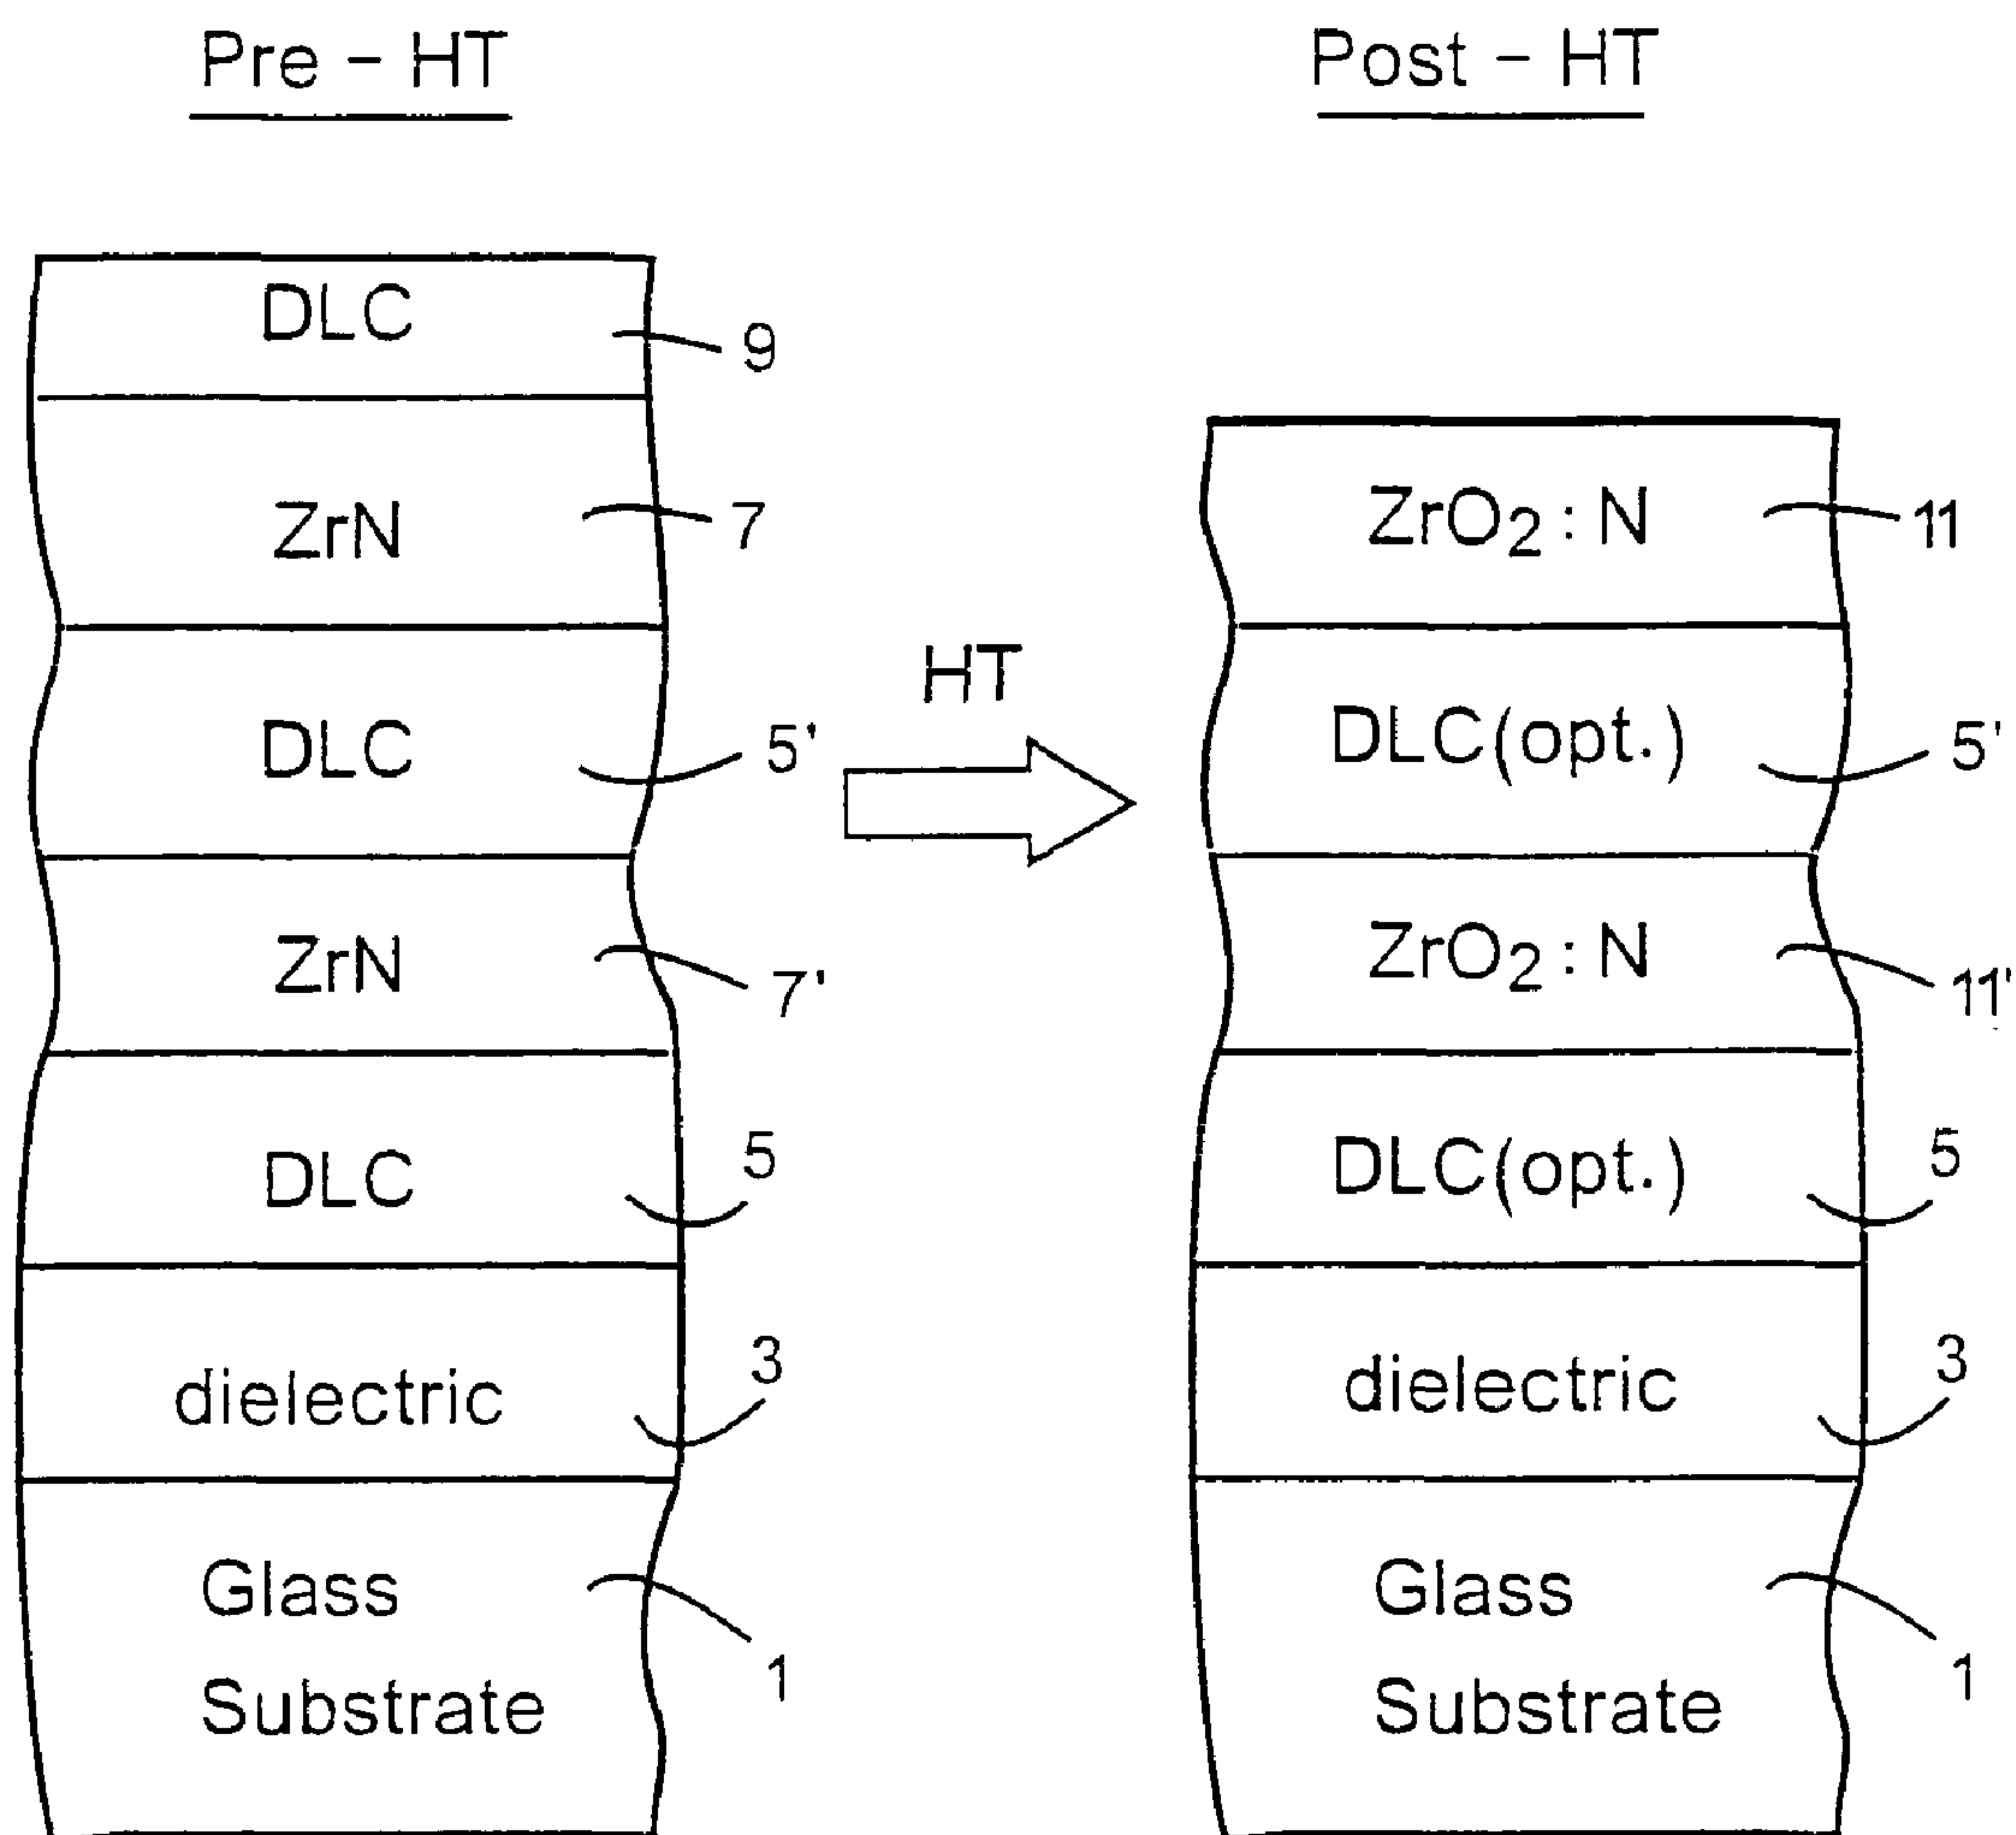 Pre - HT
DLC
9
ZrN
7
DLC
5'
ZrN
7'
DLC
5
dielectric
3
Glass
Substrate
1
HT
Post - HT
ZrO2 : N
11
DLC(opt.)
5'
ZrO2 : N
11'
DLC(opt.)
5
dielectric
3
Glass
Substrate
1